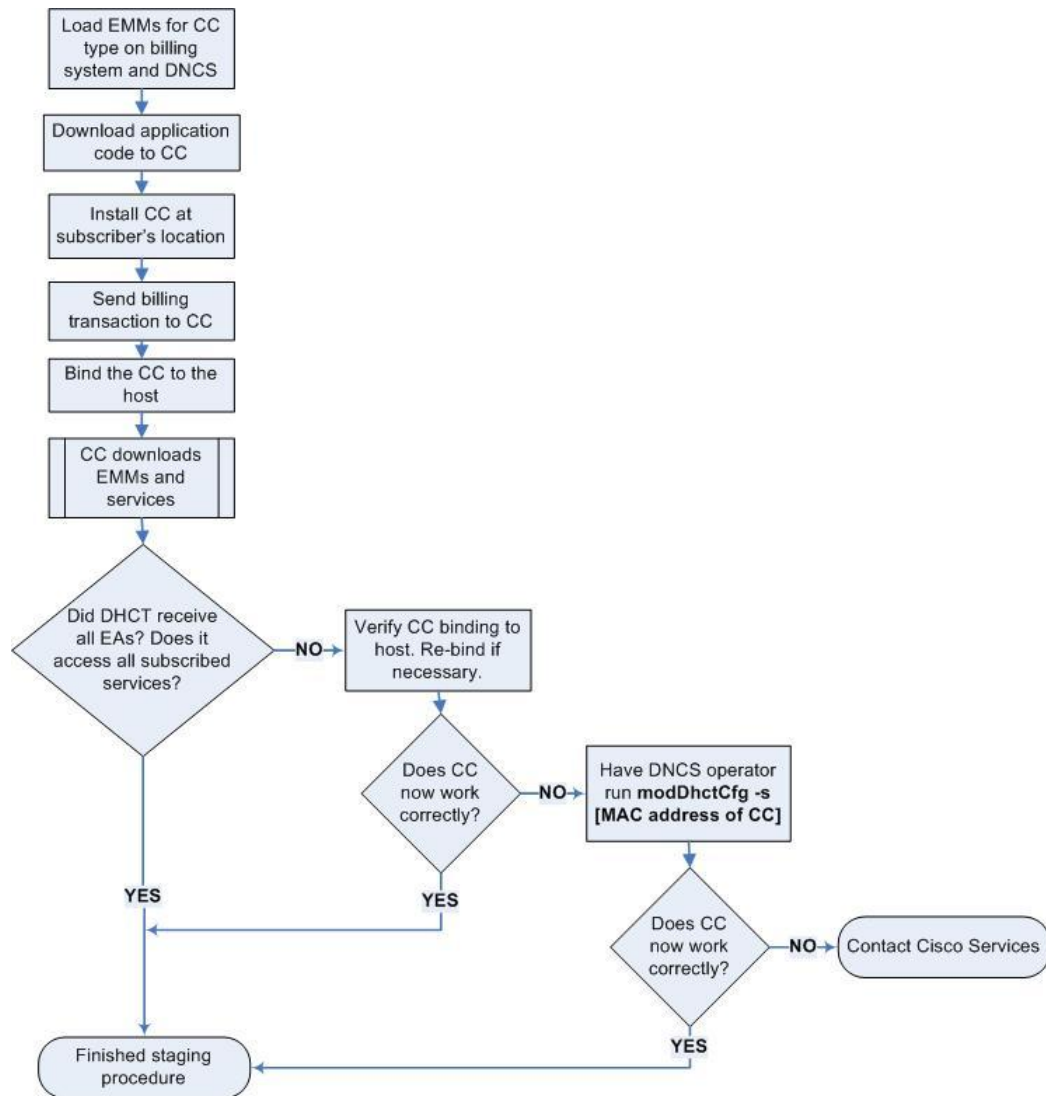 Load EMMs for CC
type on billing
system and DNCS
Download application
code to CC
Install CC at
subscriber's location
Send billing
transaction to CC
Bind the CC to the
host
CC downloads
EMMs and
services
Did DHCT receive
all EAs? Does it
access all subscribed
services?
NO
Verify CC binding to
host. Re-bind if
necessary.
Does CC
now work
correctly?
NO
Have DNCS operator
run modDhctCfg -s
[MAC address of CC]
YES
YES
Does CC
now work
correctly?
NO
Contact Cisco Services
YES
Finished staging
procedure